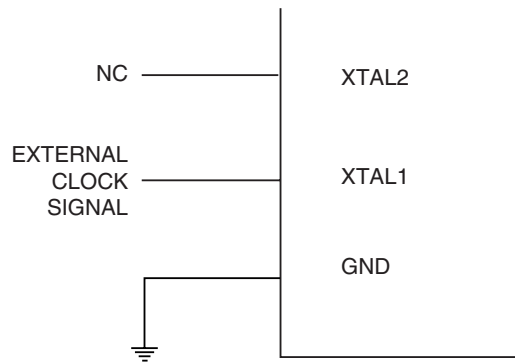 NC
XTAL2
EXTERNAL
CLOCK
SIGNAL
XTAL1
GND